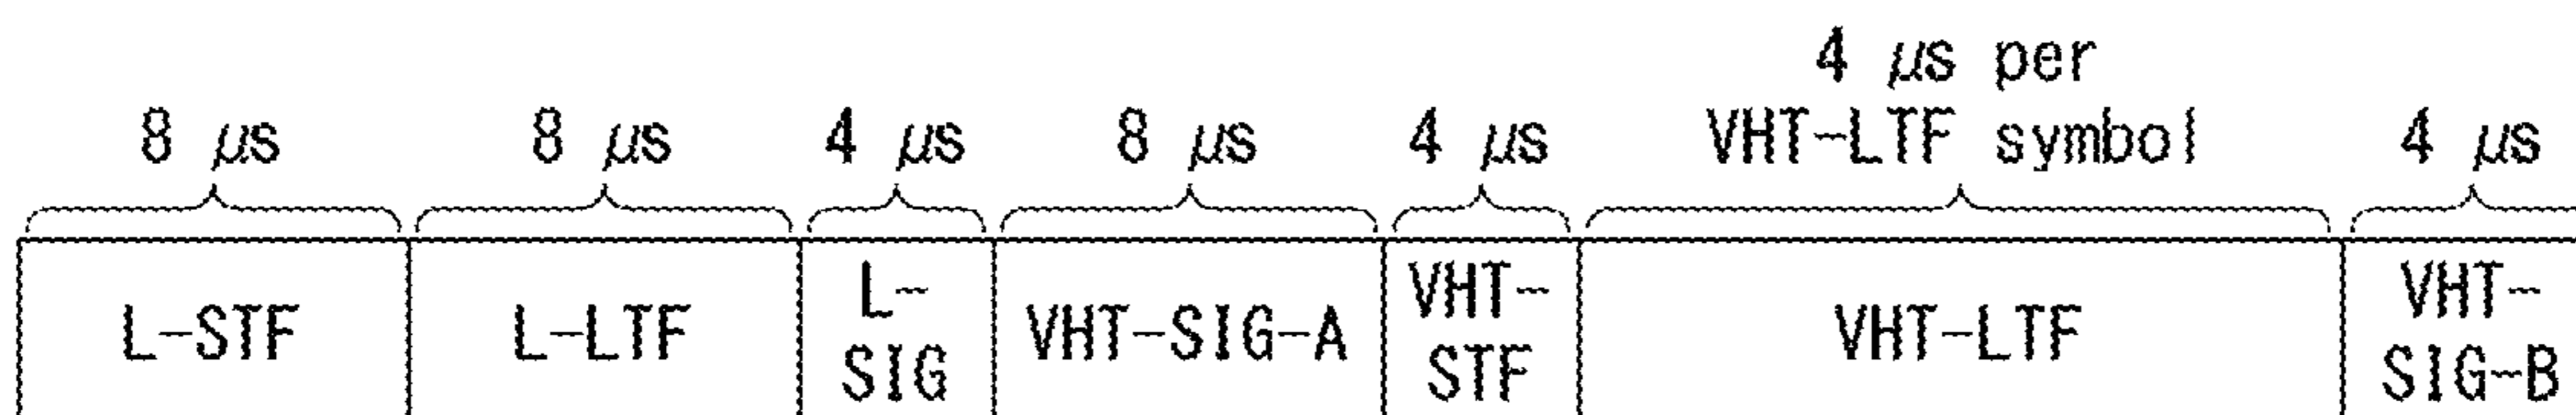 4 μs per
8 μs 8 μs 4 μs 8 μs 4 μs VHT-LTF symbol 4 μs
L-STF L-LTF L-SIG VHT-SIG-A VHT-STF VHT-LTF VHT-SIG-B